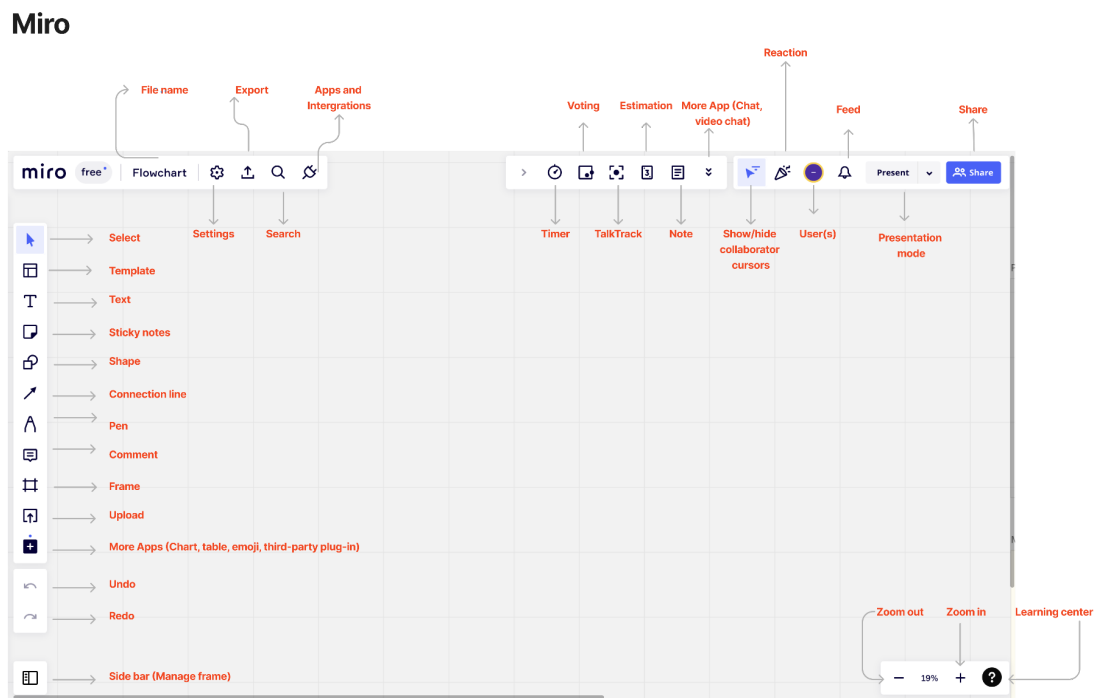 Miro
Reaction
File name
Export
Apps and
Intergrations
Voting
Estimation
More App (Chat,
video chat)
Feed
Share
miro
free
Flowchart
3
Present
Share
Settings
Search
Timer
TalkTrack
Note
Show/hide
collaborator
cursors
User(s)
Presentation
mode
Select
Template
Text
Sticky notes
Shape
Connection line
Pen
Comment
Frame
Upload
More Apps (Chart, table, emoji, third-party plug-in)
Undo
Redo
Zoom out
Zoom in
Learning center
Side bar (Manage frame)
19%
?